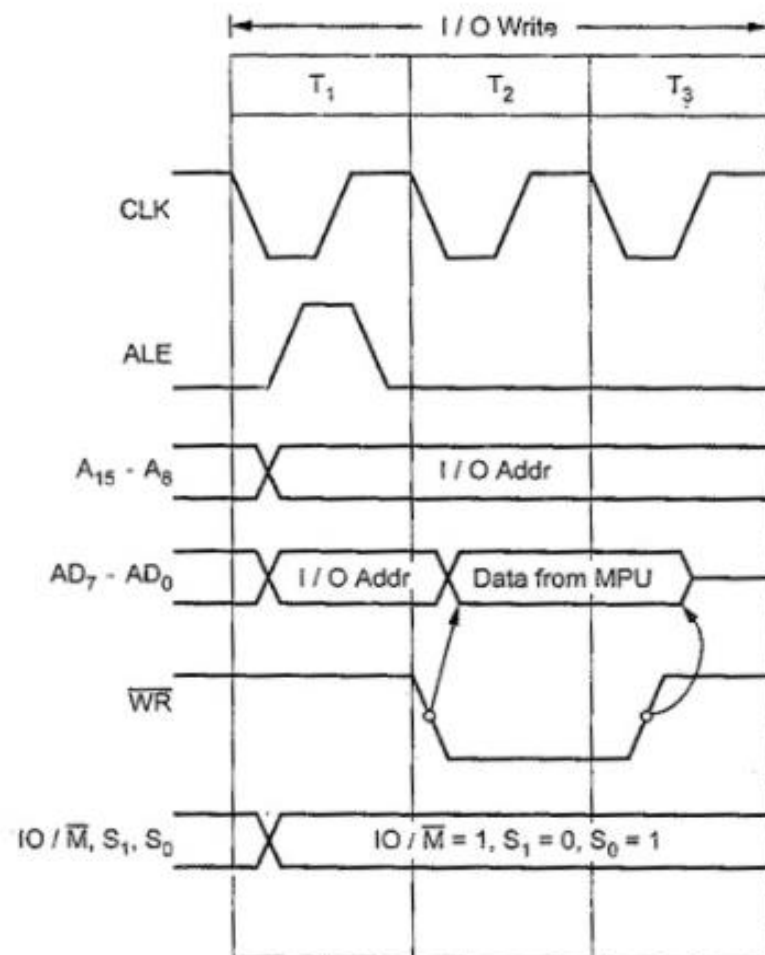 I / O Write
T₁ T₂ T₃
CLK
ALE
A₁₅ - A₈ I / O Addr
AD₇ - AD₀ I / O Addr Data from MPU
W̅R̅
IO / M̅, S₁, S₀ IO / M̅ = 1, S₁ = 0, S₀ = 1